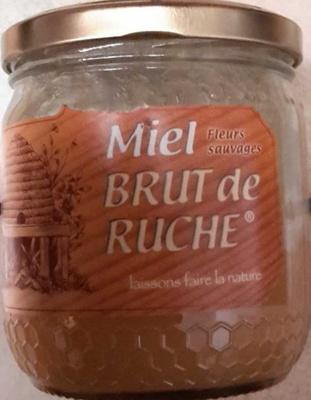 Miel Fleurs sauvages
BRUT de
RUCHE®
laissons faire la nature